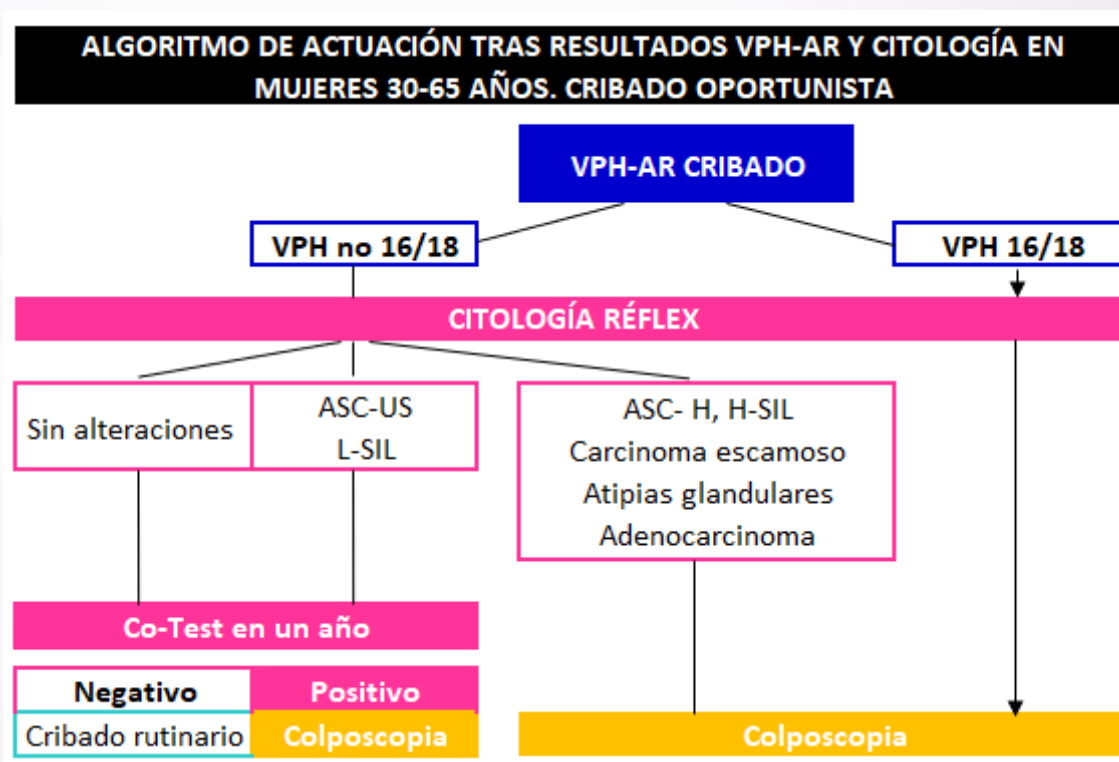 ALGORITMO DE ACTUACIÓN TRAS RESULTADOS VPH-AR Y CITOLOGÍA EN
MUJERES 30-65 AÑOS. CRIBADO OPORTUNISTA
VPH-AR CRIBADO
VPH no 16/18
VPH 16/18
CITOLOGÍA RÉFLEX
Sin alteraciones
ASC-US
L-SIL
ASC- H, H-SIL
Carcinoma escamoso
Atipias glandulares
Adenocarcinoma
Co-Test en un año
Negativo
Positivo
Cribado rutinario
Colposcopia
Colposcopia